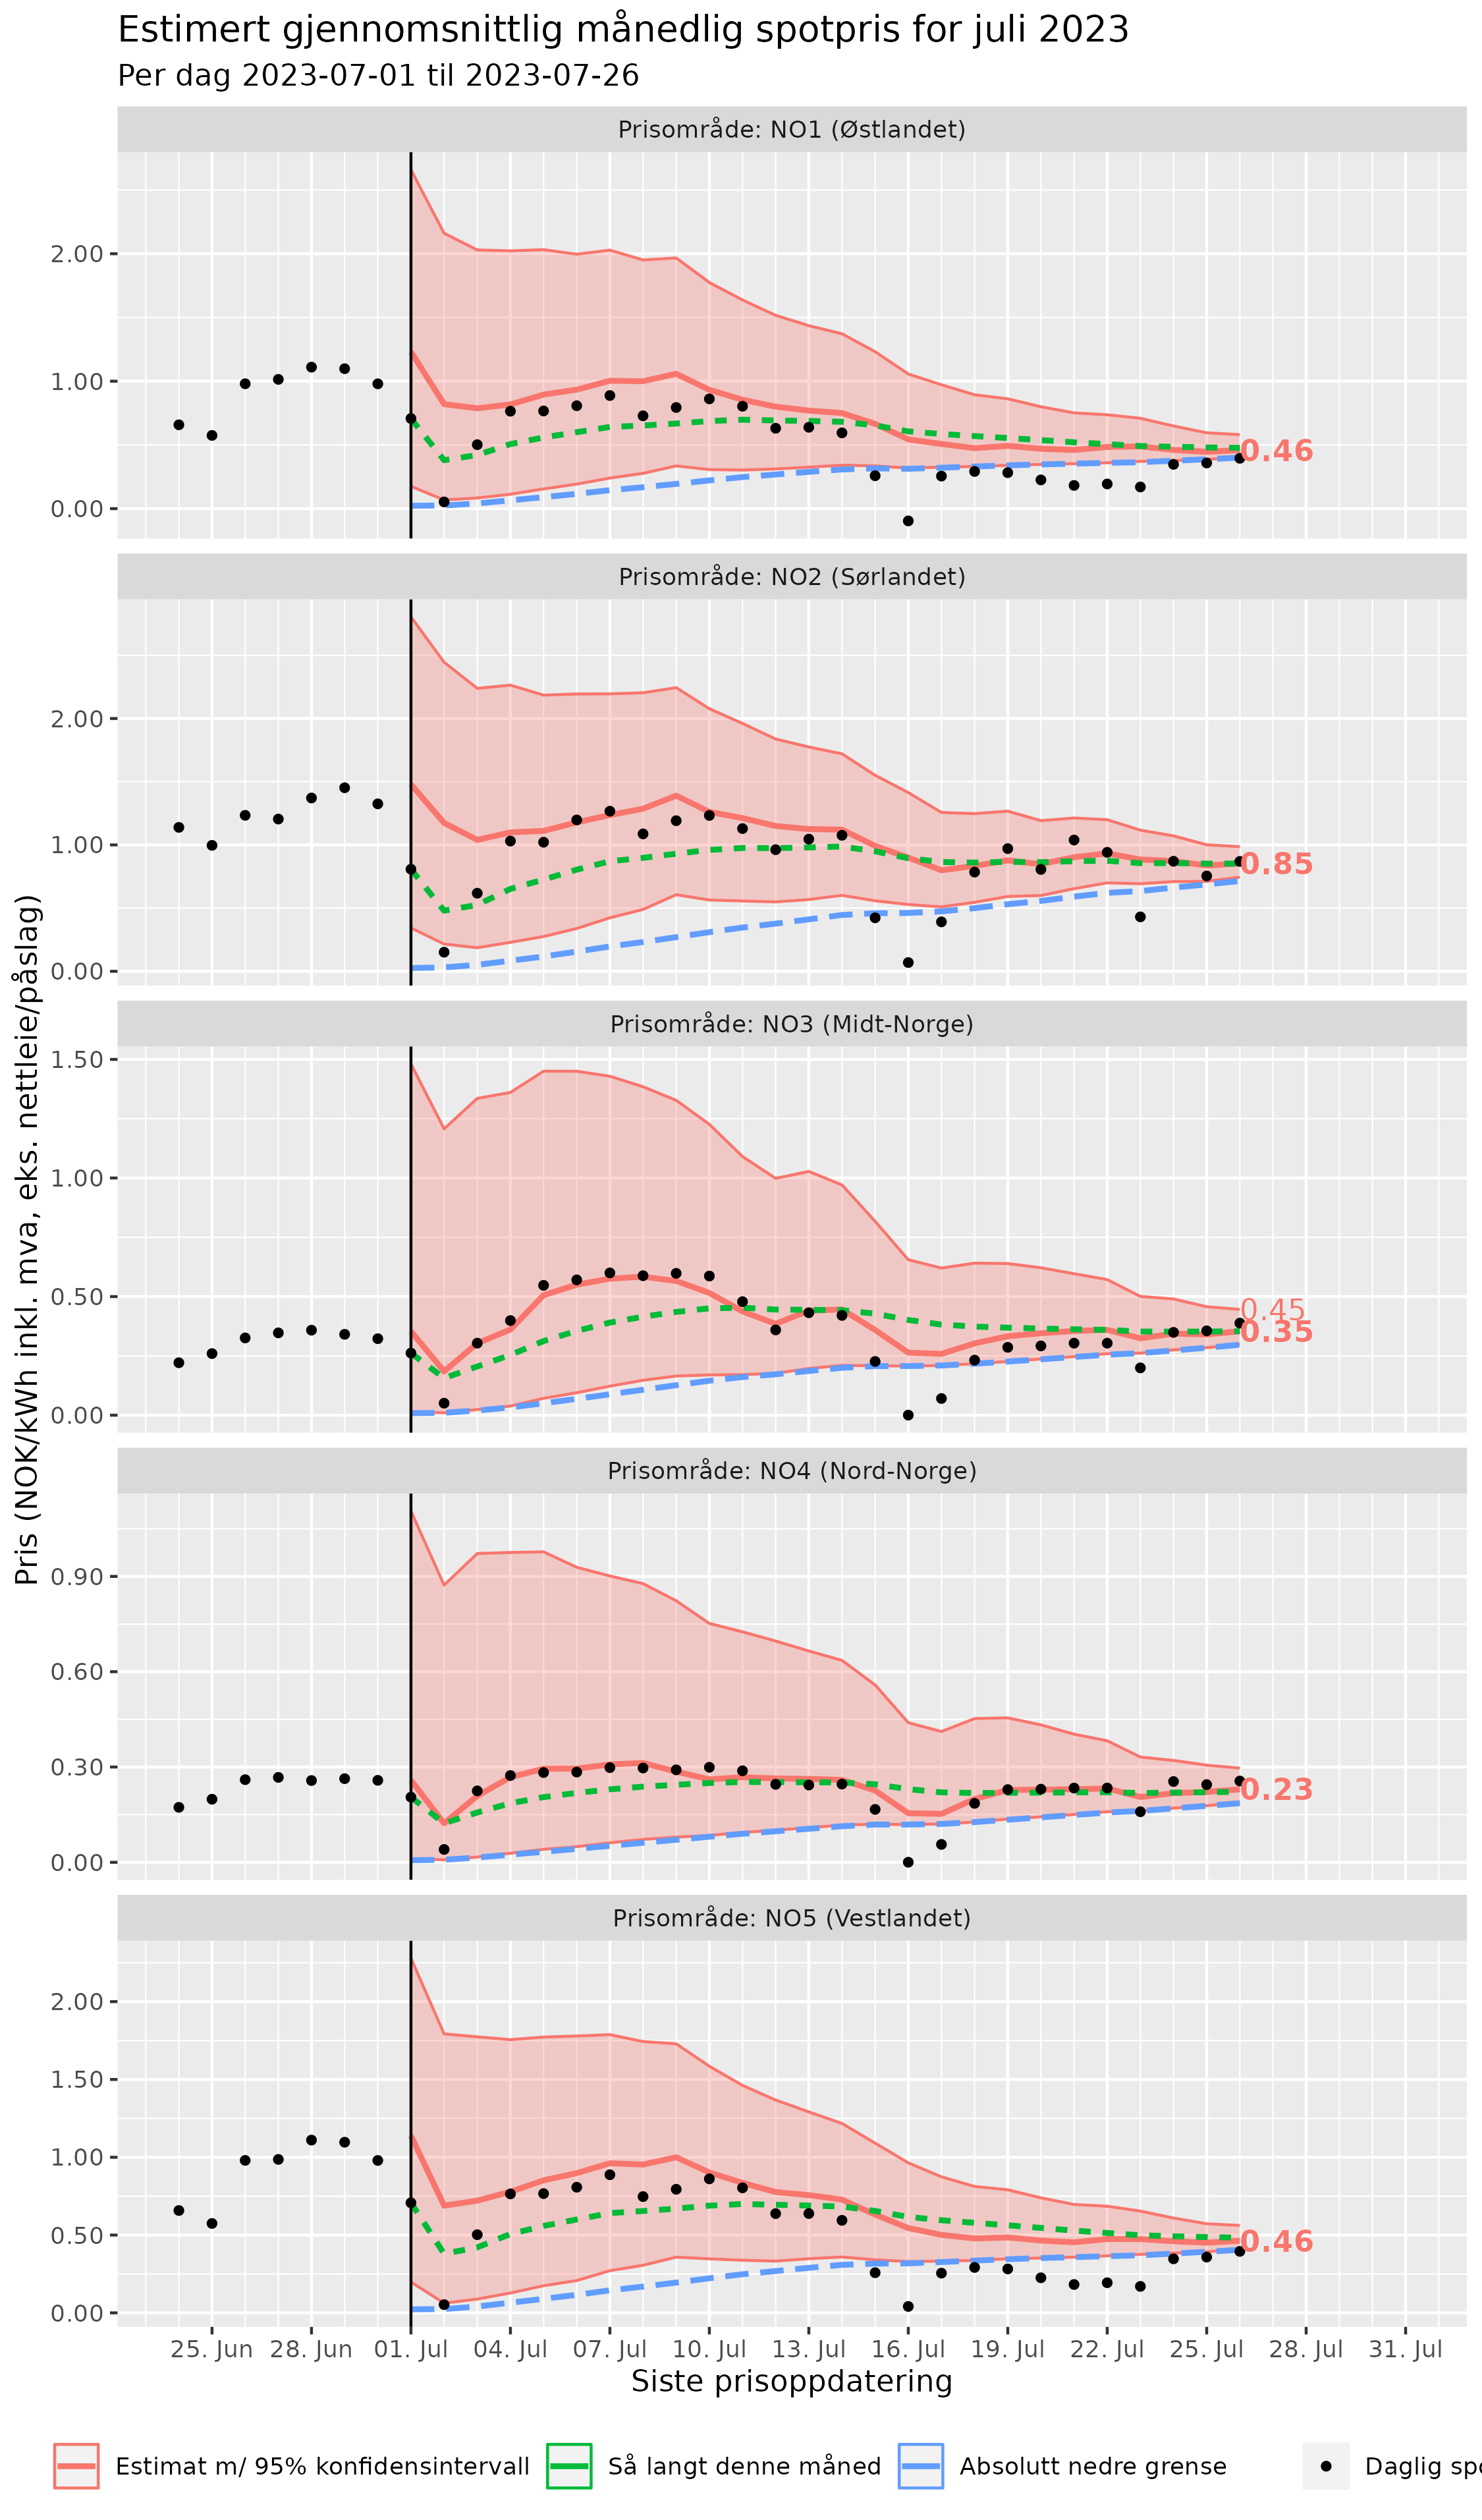 Estimert gjennomsnittlig månedlig spotpris for juli 2023
Per dag 2023-07-01 til 2023-07-26
Pris (NOK/kWh inkl. mva, eks. nettleie/påslag)
Prisområde: NO1 (Østlandet)
2.00
1.00
0.00
0.46
Prisområde: NO2 (Sørlandet)
2.00
1.00
0.00
0.85
Prisområde: NO3 (Midt-Norge)
1.50
1.00
0.50
0.00
0.45
0.35
Prisområde: NO4 (Nord-Norge)
0.90
0.60
0.30
0.00
0.23
Prisområde: NO5 (Vestlandet)
2.00
1.50
1.00
0.50
0.00
0.46
25. Jun 28. Jun 01. Jul 04. Jul 07. Jul 10. Jul 13. Jul 16. Jul 19. Jul 22. Jul 25. Jul 28. Jul 31. Jul
Siste prisoppdatering
Estimat m/ 95% konfidensintervall Så langt denne måned Absolutt nedre grense Daglig